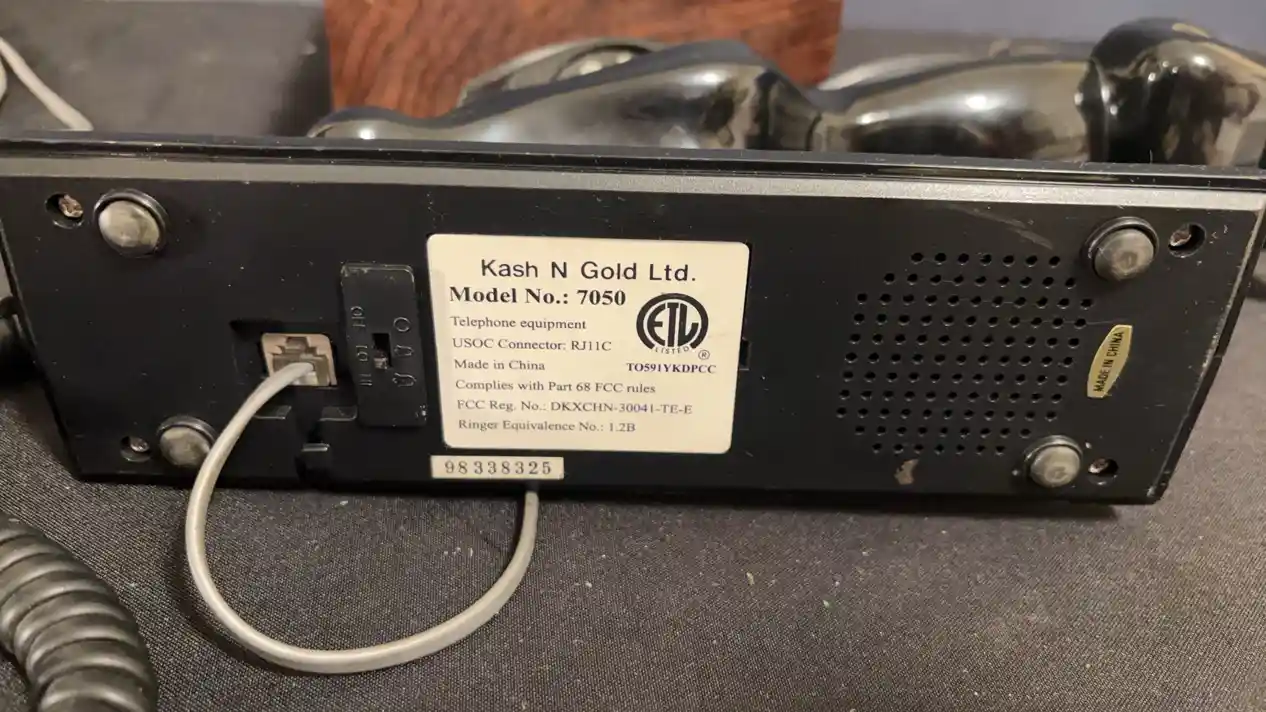 Kash N Gold Ltd.
Model No.: 7050
Telephone equipment
USOC Connector: RJ11C
Made in China
Complies with Part 68 FCC rules
FCC Reg. No.: DKXCHN-30041-TE-E
Ringer Equivalence No.: 1.2B
ETL
LISTED
®
TO591YKDPCC
98338325
MADE IN CHINA